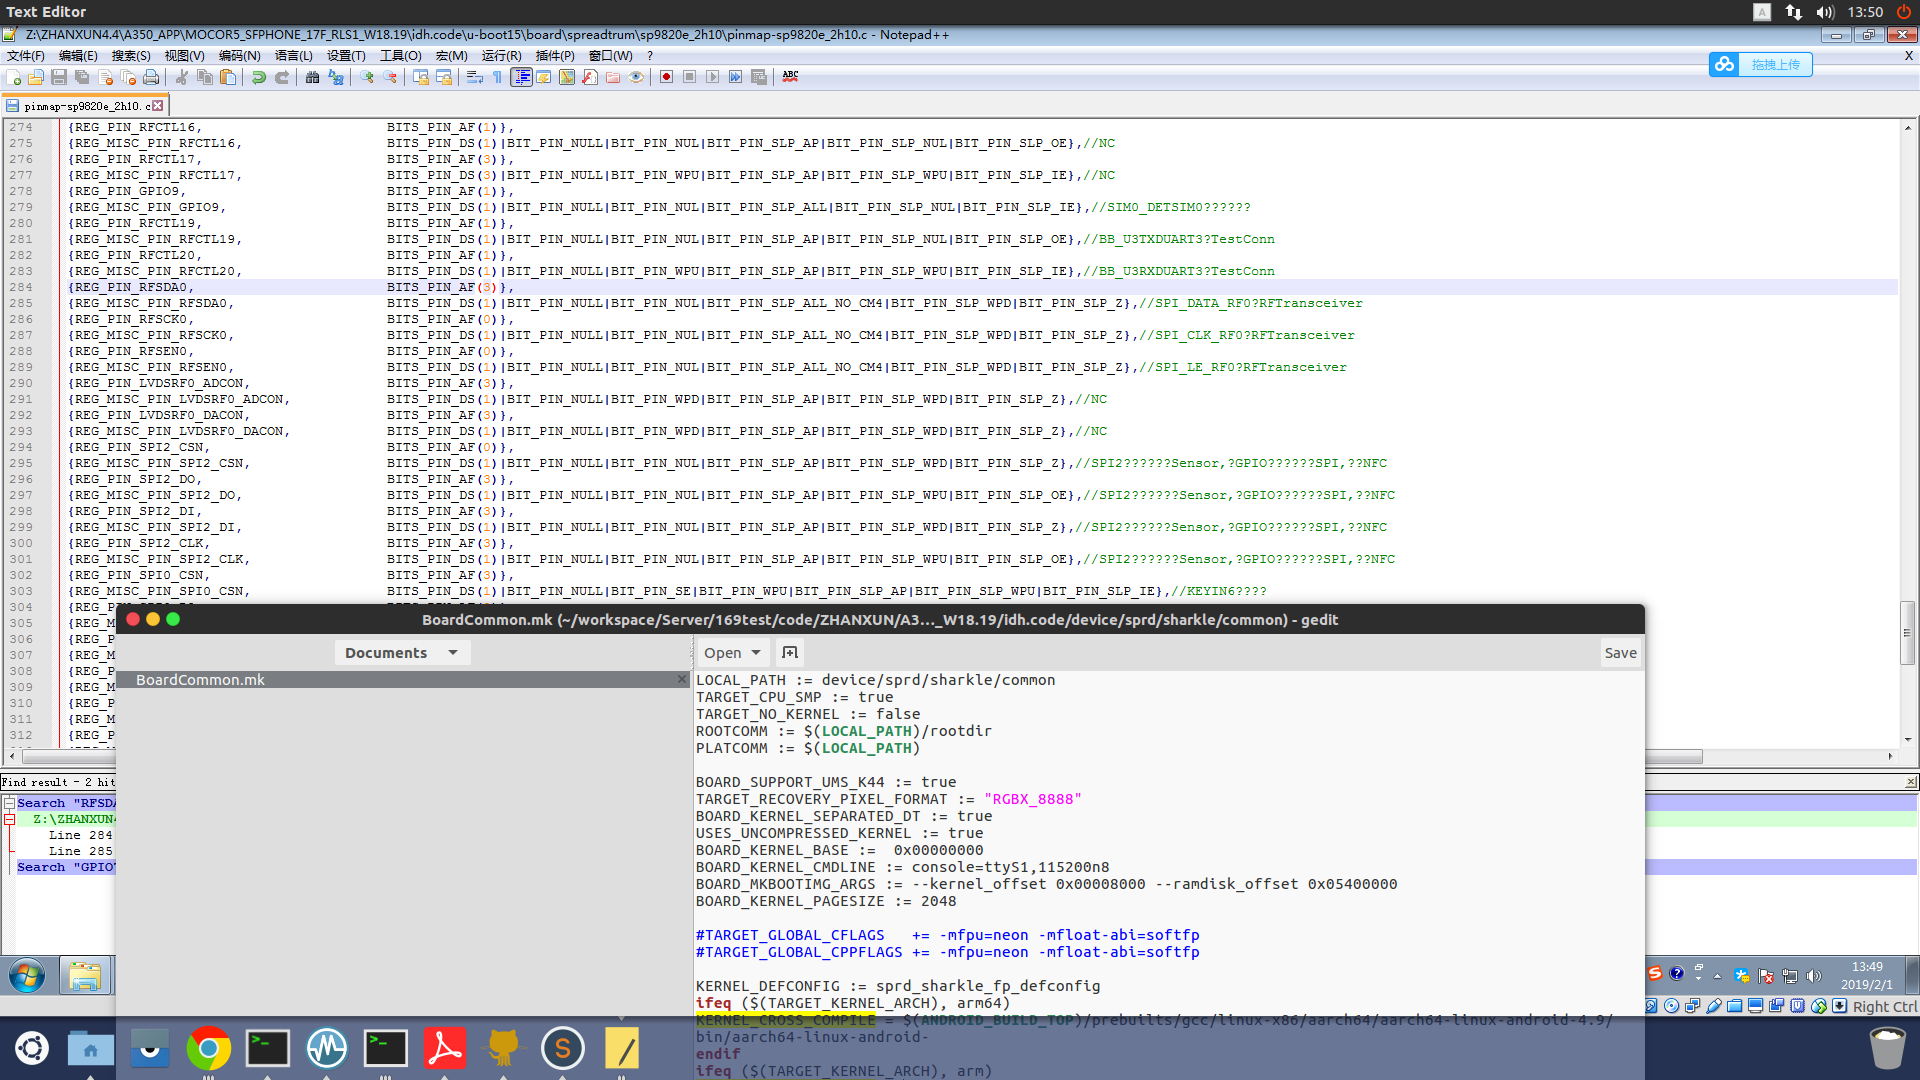 Text Editor
A
13:50
Z:\ZHANXUN4.4\A350_APP\MOCOR5_SFPHONE_17F_RLS1_W18.19\idh.code\u-boot15\board\spreadtrum\sp9820e_2h10\pinmap-sp9820e_2h10.c - Notepad++
文件(F) 编辑(E) 搜索(S) 视图(V) 编码(N) 语言(L) 设置(T) 工具(O) 宏(M) 运行(R) 插件(P) 窗口(W) ?
X
拖拽上传
ABC
pinmap-sp9820e_2h10.c
274 {REG_PIN_RFCTL16, BITS_PIN_AF(1)},
275 {REG_MISC_PIN_RFCTL16, BITS_PIN_DS(1)|BIT_PIN_NULL|BIT_PIN_NUL|BIT_PIN_SLP_AP|BIT_PIN_SLP_NUL|BIT_PIN_SLP_OE},//NC
276 {REG_PIN_RFCTL17, BITS_PIN_AF(3)},
277 {REG_MISC_PIN_RFCTL17, BITS_PIN_DS(3)|BIT_PIN_NULL|BIT_PIN_WPU|BIT_PIN_SLP_AP|BIT_PIN_SLP_WPU|BIT_PIN_SLP_IE},//NC
278 {REG_PIN_GPIO9, BITS_PIN_AF(1)},
279 {REG_MISC_PIN_GPIO9, BITS_PIN_DS(1)|BIT_PIN_NULL|BIT_PIN_NUL|BIT_PIN_SLP_ALL|BIT_PIN_SLP_NUL|BIT_PIN_SLP_IE},//SIM0_DETSIM0??????
280 {REG_PIN_RFCTL19, BITS_PIN_AF(1)},
281 {REG_MISC_PIN_RFCTL19, BITS_PIN_DS(1)|BIT_PIN_NULL|BIT_PIN_NUL|BIT_PIN_SLP_AP|BIT_PIN_SLP_NUL|BIT_PIN_SLP_OE},//BB_U3TXDUART3?TestConn
282 {REG_PIN_RFCTL20, BITS_PIN_AF(1)},
283 {REG_MISC_PIN_RFCTL20, BITS_PIN_DS(1)|BIT_PIN_NULL|BIT_PIN_WPU|BIT_PIN_SLP_AP|BIT_PIN_SLP_WPU|BIT_PIN_SLP_IE},//BB_U3RXDUART3?TestConn
284 {REG_PIN_RFSDA0, BITS_PIN_AF(3)},
285 {REG_MISC_PIN_RFSDA0, BITS_PIN_DS(1)|BIT_PIN_NULL|BIT_PIN_NUL|BIT_PIN_SLP_ALL_NO_CM4|BIT_PIN_SLP_WPD|BIT_PIN_SLP_Z},//SPI_DATA_RF0?RFTransceiver
286 {REG_PIN_RFSCK0, BITS_PIN_AF(0)},
287 {REG_MISC_PIN_RFSCK0, BITS_PIN_DS(1)|BIT_PIN_NULL|BIT_PIN_NUL|BIT_PIN_SLP_ALL_NO_CM4|BIT_PIN_SLP_WPD|BIT_PIN_SLP_Z},//SPI_CLK_RF0?RFTransceiver
288 {REG_PIN_RFSEN0, BITS_PIN_AF(0)},
289 {REG_MISC_PIN_RFSEN0, BITS_PIN_DS(1)|BIT_PIN_NULL|BIT_PIN_NUL|BIT_PIN_SLP_ALL_NO_CM4|BIT_PIN_SLP_WPD|BIT_PIN_SLP_Z},//SPI_LE_RF0?RFTransceiver
290 {REG_PIN_LVDSRF0_ADCON, BITS_PIN_AF(3)},
291 {REG_MISC_PIN_LVDSRF0_ADCON, BITS_PIN_DS(1)|BIT_PIN_NULL|BIT_PIN_WPD|BIT_PIN_SLP_AP|BIT_PIN_SLP_WPD|BIT_PIN_SLP_Z},//NC
292 {REG_PIN_LVDSRF0_DACON, BITS_PIN_AF(3)},
293 {REG_MISC_PIN_LVDSRF0_DACON, BITS_PIN_DS(1)|BIT_PIN_NULL|BIT_PIN_WPD|BIT_PIN_SLP_AP|BIT_PIN_SLP_WPD|BIT_PIN_SLP_Z},//NC
294 {REG_PIN_SPI2_CSN, BITS_PIN_AF(0)},
295 {REG_MISC_PIN_SPI2_CSN, BITS_PIN_DS(1)|BIT_PIN_NULL|BIT_PIN_NUL|BIT_PIN_SLP_AP|BIT_PIN_SLP_WPD|BIT_PIN_SLP_Z},//SPI2??????Sensor,?GPIO??????SPI,??NFC
296 {REG_PIN_SPI2_DO, BITS_PIN_AF(3)},
297 {REG_MISC_PIN_SPI2_DO, BITS_PIN_DS(1)|BIT_PIN_NULL|BIT_PIN_NUL|BIT_PIN_SLP_AP|BIT_PIN_SLP_WPU|BIT_PIN_SLP_OE},//SPI2??????Sensor,?GPIO??????SPI,??NFC
298 {REG_PIN_SPI2_DI, BITS_PIN_AF(3)},
299 {REG_MISC_PIN_SPI2_DI, BITS_PIN_DS(1)|BIT_PIN_NULL|BIT_PIN_NUL|BIT_PIN_SLP_AP|BIT_PIN_SLP_WPD|BIT_PIN_SLP_Z},//SPI2??????Sensor,?GPIO??????SPI,??NFC
300 {REG_PIN_SPI2_CLK, BITS_PIN_AF(3)},
301 {REG_MISC_PIN_SPI2_CLK, BITS_PIN_DS(1)|BIT_PIN_NULL|BIT_PIN_NUL|BIT_PIN_SLP_AP|BIT_PIN_SLP_WPU|BIT_PIN_SLP_OE},//SPI2??????Sensor,?GPIO??????SPI,??NFC
302 {REG_PIN_SPI0_CSN, BITS_PIN_AF(3)},
303 {REG_MISC_PIN_SPI0_CSN, BITS_PIN_DS(1)|BIT_PIN_NULL|BIT_PIN_SE|BIT_PIN_WPU|BIT_PIN_SLP_AP|BIT_PIN_SLP_WPU|BIT_PIN_SLP_IE},//KEYIN6????
304
305 {REG_M
306 {REG_P
307 {REG_M
308 {REG_P
309 {REG_M
310 {REG_P
311 {REG_M
312 {REG_P
Find result - 2 hit
Search "RFSDA
Z:\ZHANXUN4
Line 284
Line 285
Search "GPIO
BoardCommon.mk (~/workspace/Server/169test/code/ZHANXUN/A3…_W18.19/idh.code/device/sprd/sharkle/common) - gedit
Documents
Open
Save
BoardCommon.mk
LOCAL_PATH := device/sprd/sharkle/common
TARGET_CPU_SMP := true
TARGET_NO_KERNEL := false
ROOTCOMM := $(LOCAL_PATH)/rootdir
PLATCOMM := $(LOCAL_PATH)
BOARD_SUPPORT_UMS_K44 := true
TARGET_RECOVERY_PIXEL_FORMAT := "RGBX_8888"
BOARD_KERNEL_SEPARATED_DT := true
USES_UNCOMPRESSED_KERNEL := true
BOARD_KERNEL_BASE := 0x00000000
BOARD_KERNEL_CMDLINE := console=ttyS1,115200n8
BOARD_MKBOOTIMG_ARGS := --kernel_offset 0x00008000 --ramdisk_offset 0x05400000
BOARD_KERNEL_PAGESIZE := 2048
#TARGET_GLOBAL_CFLAGS += -mfpu=neon -mfloat-abi=softfp
#TARGET_GLOBAL_CPPFLAGS += -mfpu=neon -mfloat-abi=softfp
KERNEL_DEFCONFIG := sprd_sharkle_fp_defconfig
ifeq ($(TARGET_KERNEL_ARCH), arm64)
KERNEL_CROSS_COMPILE = $(ANDROID_BUILD_TOP)/prebuilts/gcc/linux-x86/aarch64/aarch64-linux-android-4.9/
bin/aarch64-linux-android-
endif
ifeq ($(TARGET_KERNEL_ARCH), arm)
13:49
2019/2/1
Right Ctrl